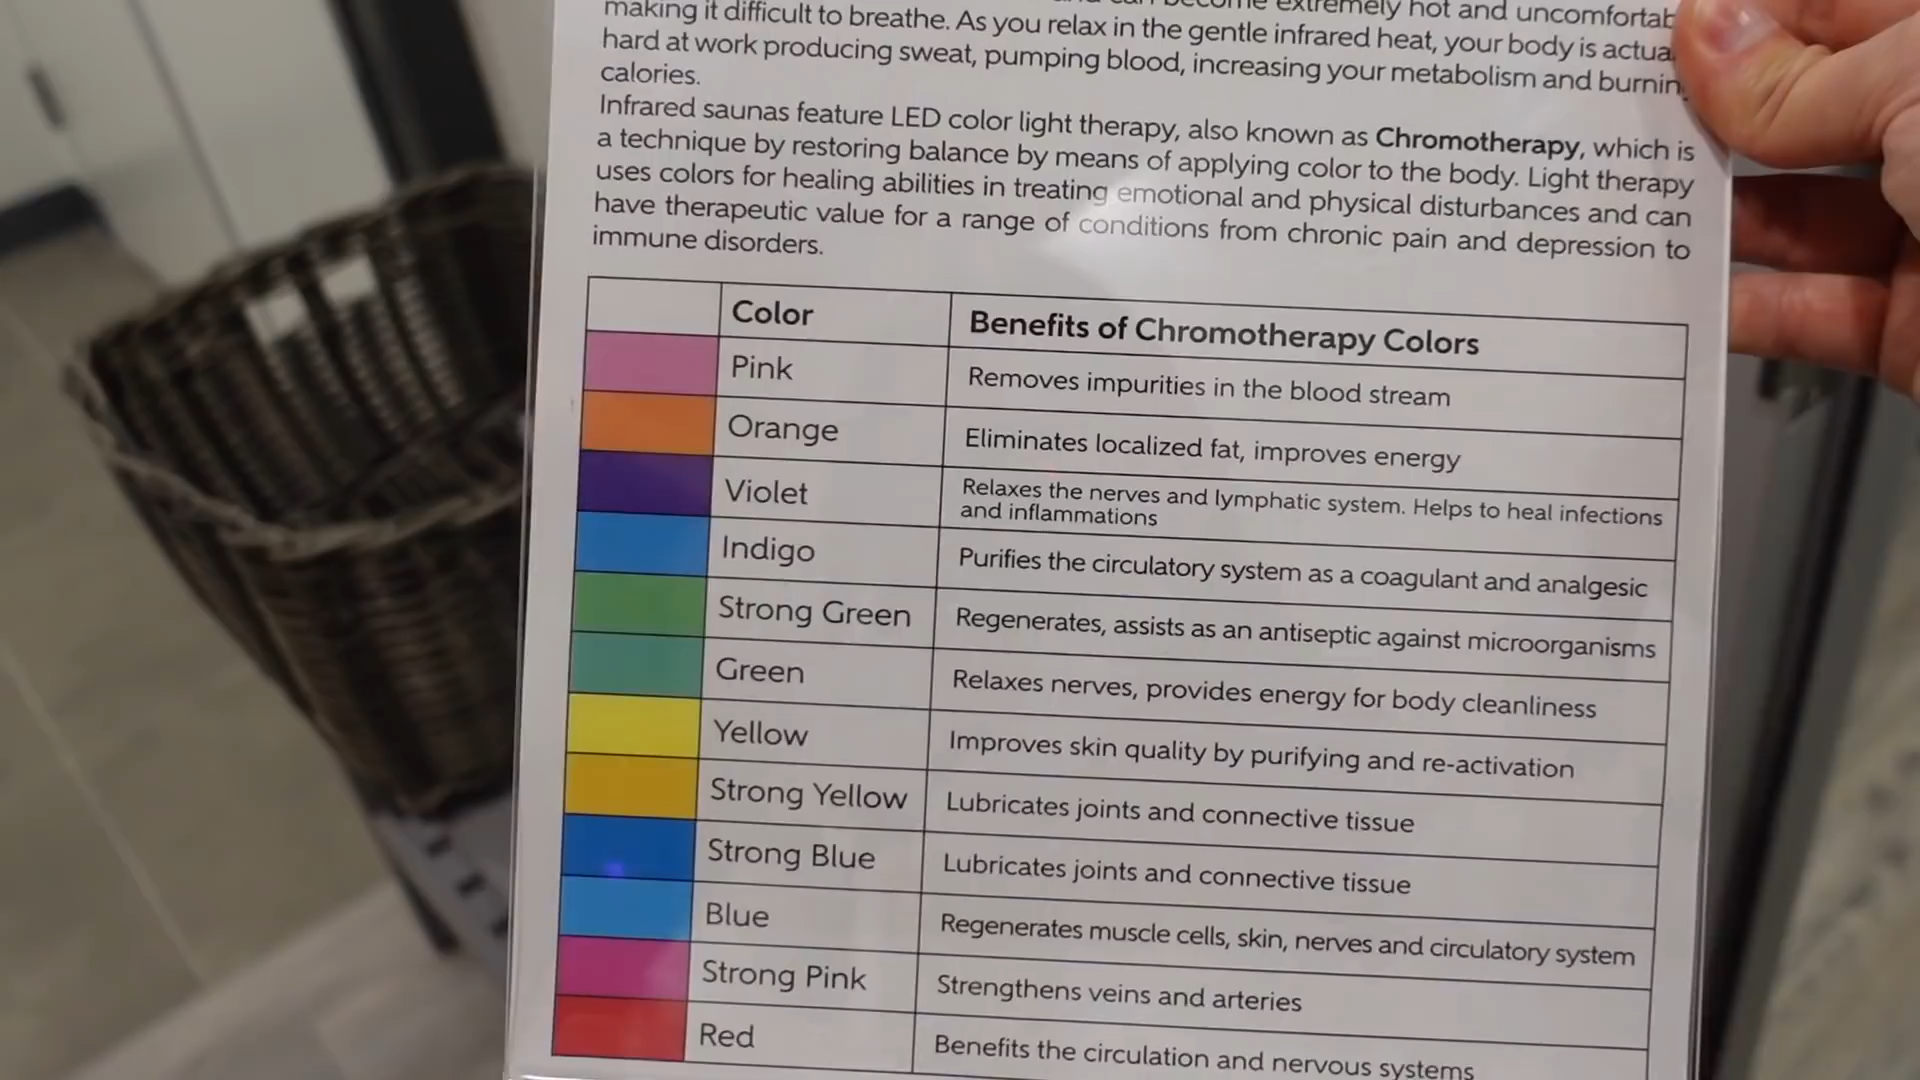 become extremely hot and
making it difficult to breathe. As you relax in the gentle infrared heat, your body is
hard at work producing sweat, pumping blood, increasing your metabolism and
calories.
Infrared saunas feature LED color light therapy, also known as Chromotherapy, which is
a technique by restoring balance by means of applying color to the body. Light therapy
uses colors for healing abilities in treating emotional and physical disturbances and can
have therapeutic value for a range of conditions from chronic pain and depression to
immune disorders.
Color Benefits of Chromotherapy Colors
Pink Removes impurities in the blood stream
Orange Eliminates localized fat, improves energy
Violet Relaxes the nerves and lymphatic system. Helps to heal infections
and inflammations
Indigo Purifies the circulatory system as a coagulant and analgesic
Strong Green Regenerates, assists as an antiseptic against microorganisms
Green Relaxes nerves, provides energy for body cleanliness
Yellow Improves skin quality by purifying and re-activation
Strong Yellow Lubricates joints and connective tissue
Strong Blue Lubricates joints and connective tissue
Blue Regenerates muscle cells, skin, nerves and circulatory system
Strong Pink Strengthens veins and arteries
Red Benefits the circulation and nervous systems